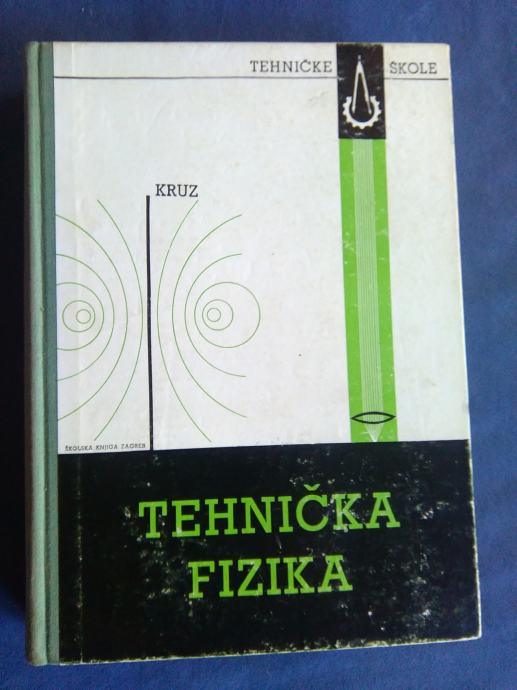 TEHNIČKE ŠKOLE
KRUZ
ŠKOLSKA KNJIGA ZAGREB
TEHNIČKA
FIZIKA